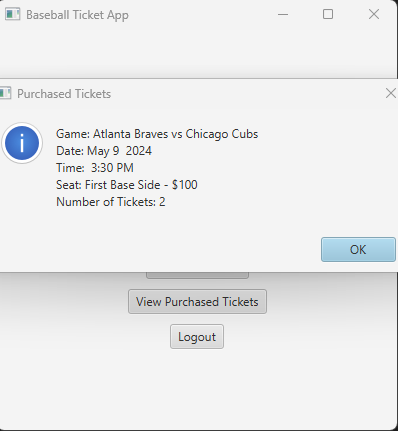 Baseball Ticket App
Purchased Tickets
i
Game: Atlanta Braves vs Chicago Cubs
Date: May 9  2024
Time:  3:30 PM
Seat: First Base Side - $100
Number of Tickets: 2
OK
View Purchased Tickets
Logout